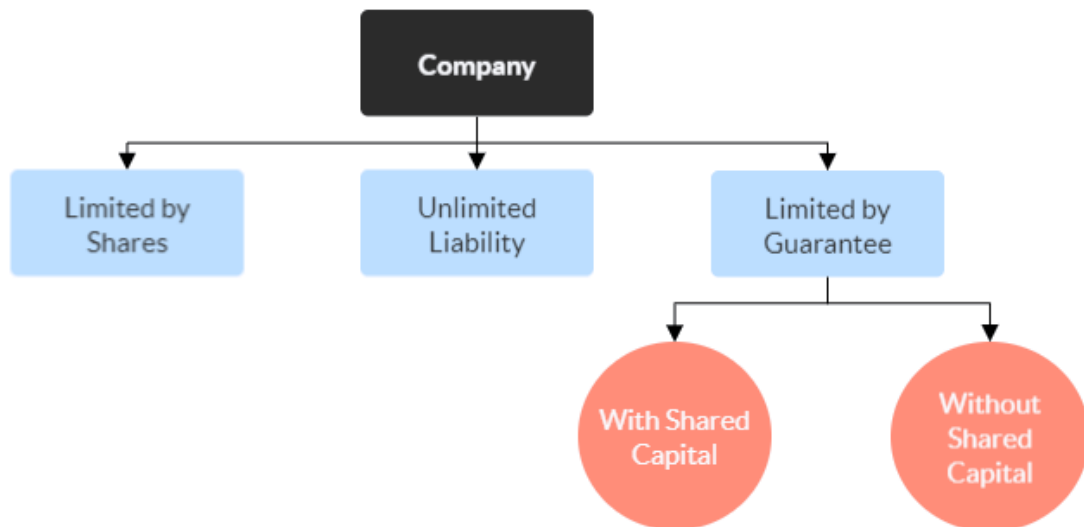 Company
Limited by
Shares
Unlimited
Liability
Limited by
Guarantee
With Shared
Capital
Without
Shared
Capital